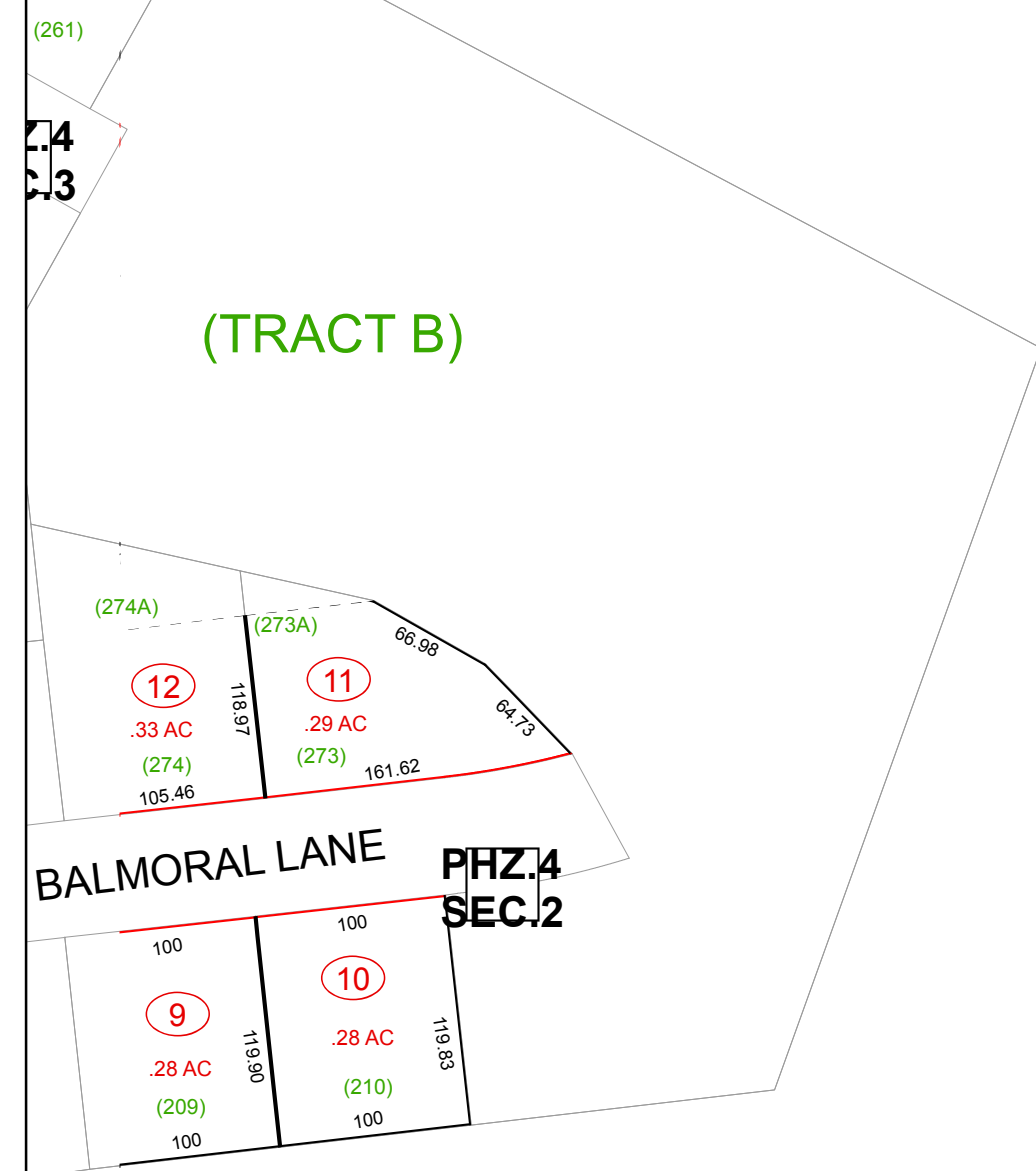 (261)
Z.4
C.3
(TRACT B)
(274A)
(273A)
66.98
12
11
118.97
64.73
.33 AC
.29 AC
(274)
(273)
161.62
105.46
BALMORAL LANE
PHZ.4
SEC.2
100
100
10
9
119.90
119.83
.28 AC
.28 AC
(210)
(209)
100
100